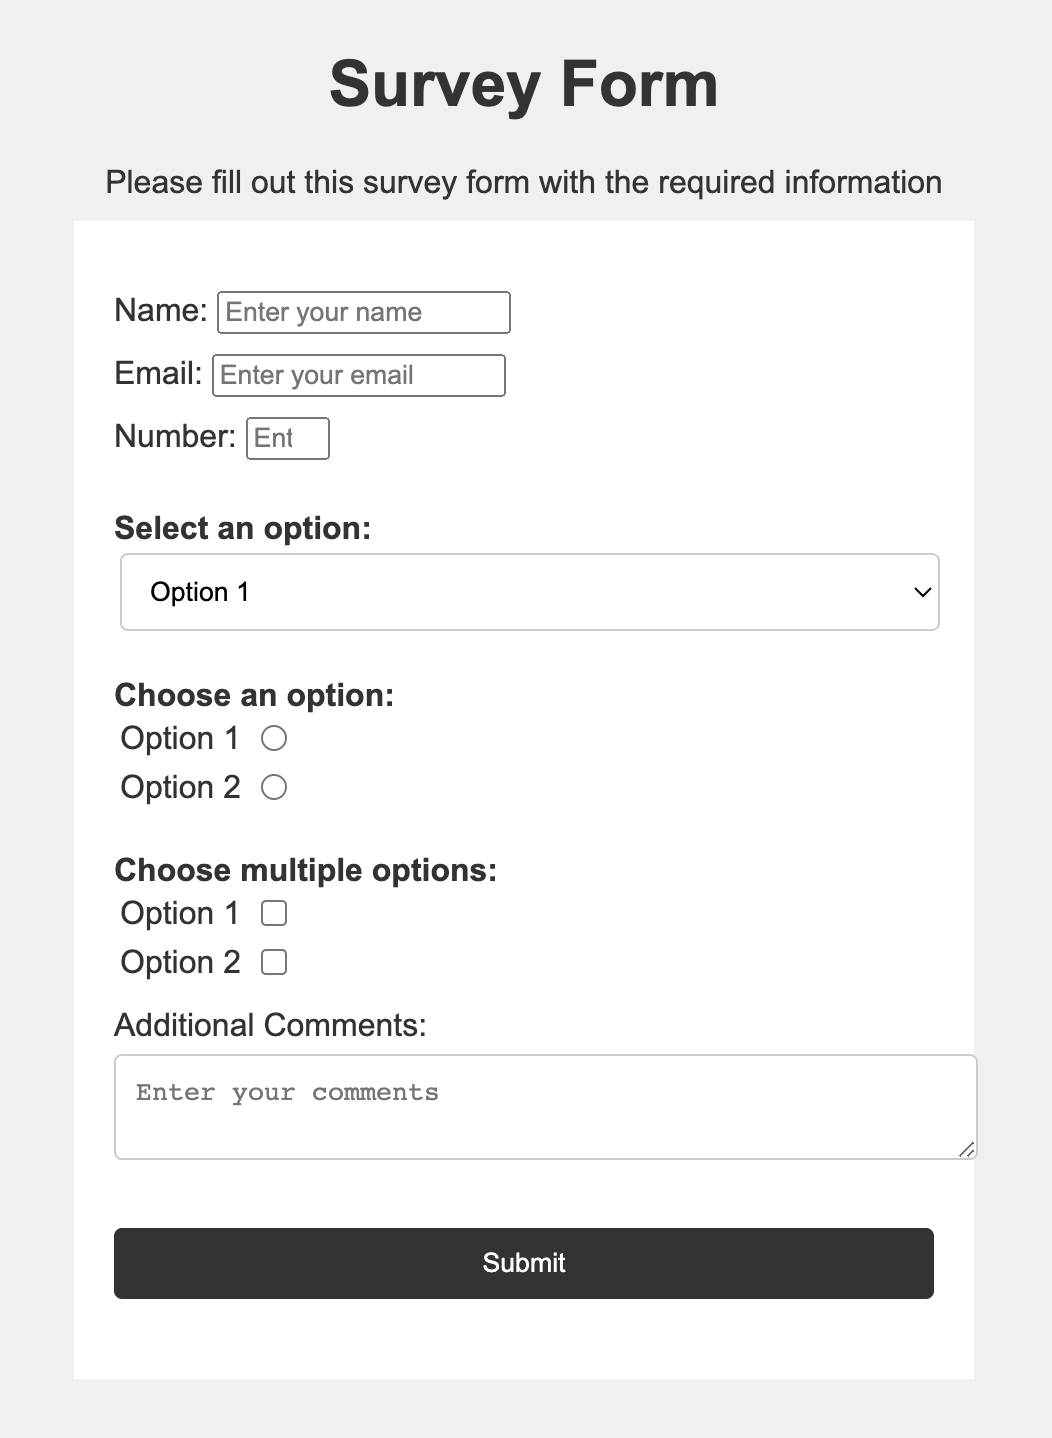 Survey Form
Please fill out this survey form with the required information
Name: Enter your name
Email: Enter your email
Number: Ent
Select an option:
Option 1
Choose an option:
Option 1
Option 2
Choose multiple options:
Option 1
Option 2
Additional Comments:
Enter your comments
Submit